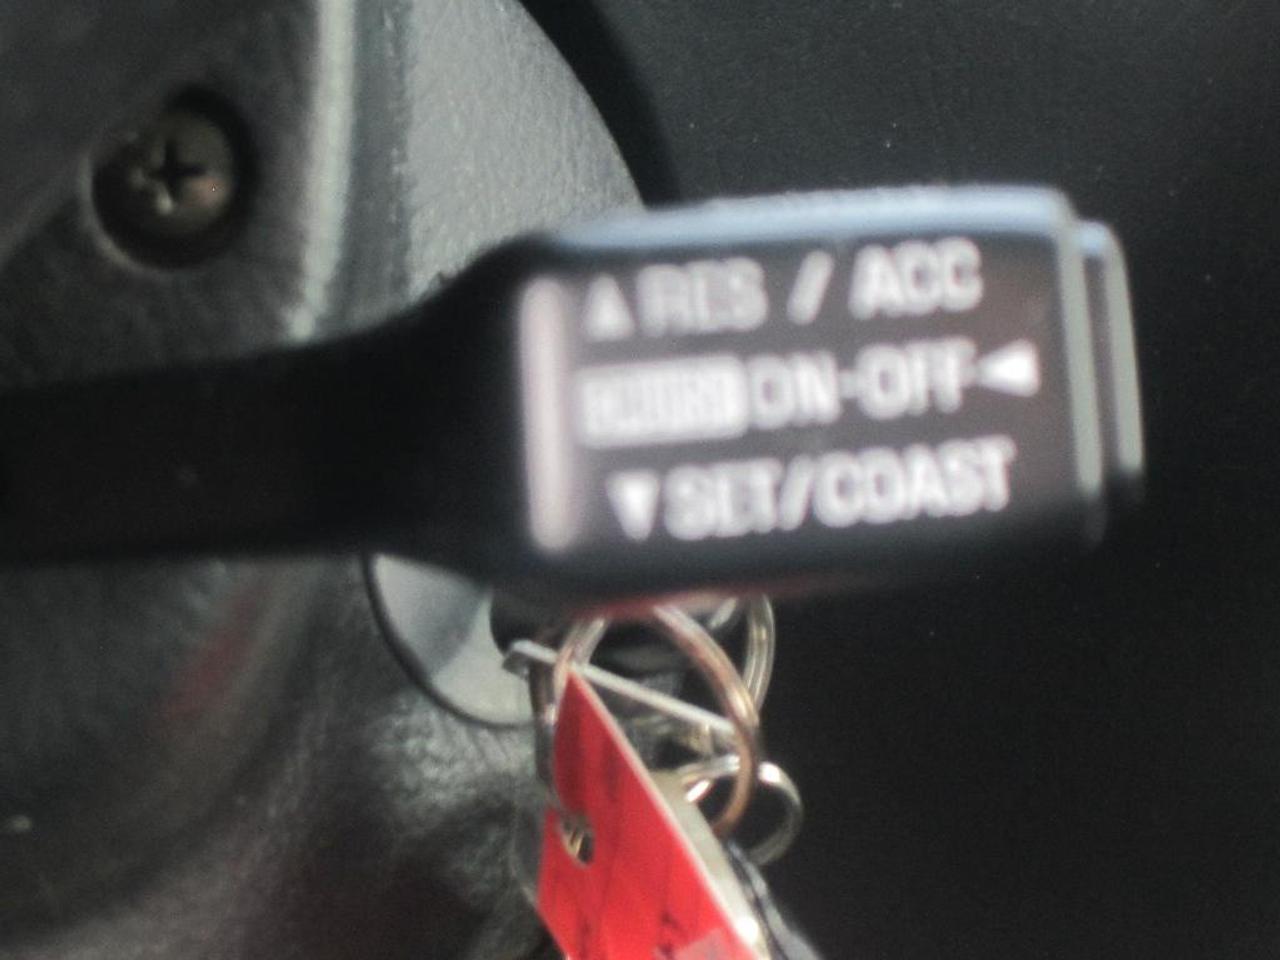 ▲ RES / ACC
ON-OFF ◀
▼ SET/COAST